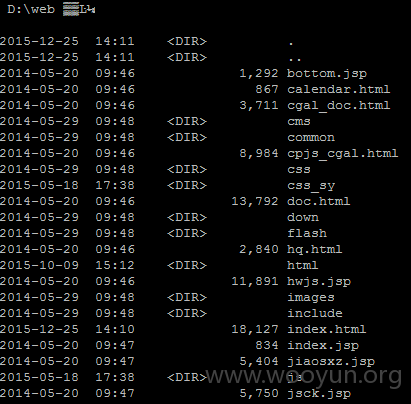 D:\web
2015-12-25 14:11 <DIR> .
2015-12-25 14:11 <DIR> ..
2014-05-20 09:46 1,292 bottom.jsp
2014-05-20 09:46 867 calendar.html
2014-05-20 09:46 3,711 cgal_doc.html
2014-05-29 09:48 <DIR> cms
2014-05-29 09:48 <DIR> common
2014-05-20 09:46 8,984 cpjs_cgal.html
2014-05-29 09:48 <DIR> css
2015-05-18 17:38 <DIR> css_sy
2014-05-20 09:46 13,792 doc.html
2014-05-29 09:48 <DIR> down
2014-05-29 09:48 <DIR> flash
2014-05-20 09:46 2,840 hq.html
2015-10-09 15:12 <DIR> html
2014-05-20 09:46 11,891 hwjs.jsp
2014-05-29 09:48 <DIR> images
2014-05-29 09:48 <DIR> include
2015-12-25 14:10 18,127 index.html
2014-05-20 09:47 834 index.jsp
2014-05-20 09:47 5,404 jiaosxz.jsp
2015-05-18 17:38 <DIR> js
2014-05-20 09:47 5,750 jsck.jsp
www.wooyun.org